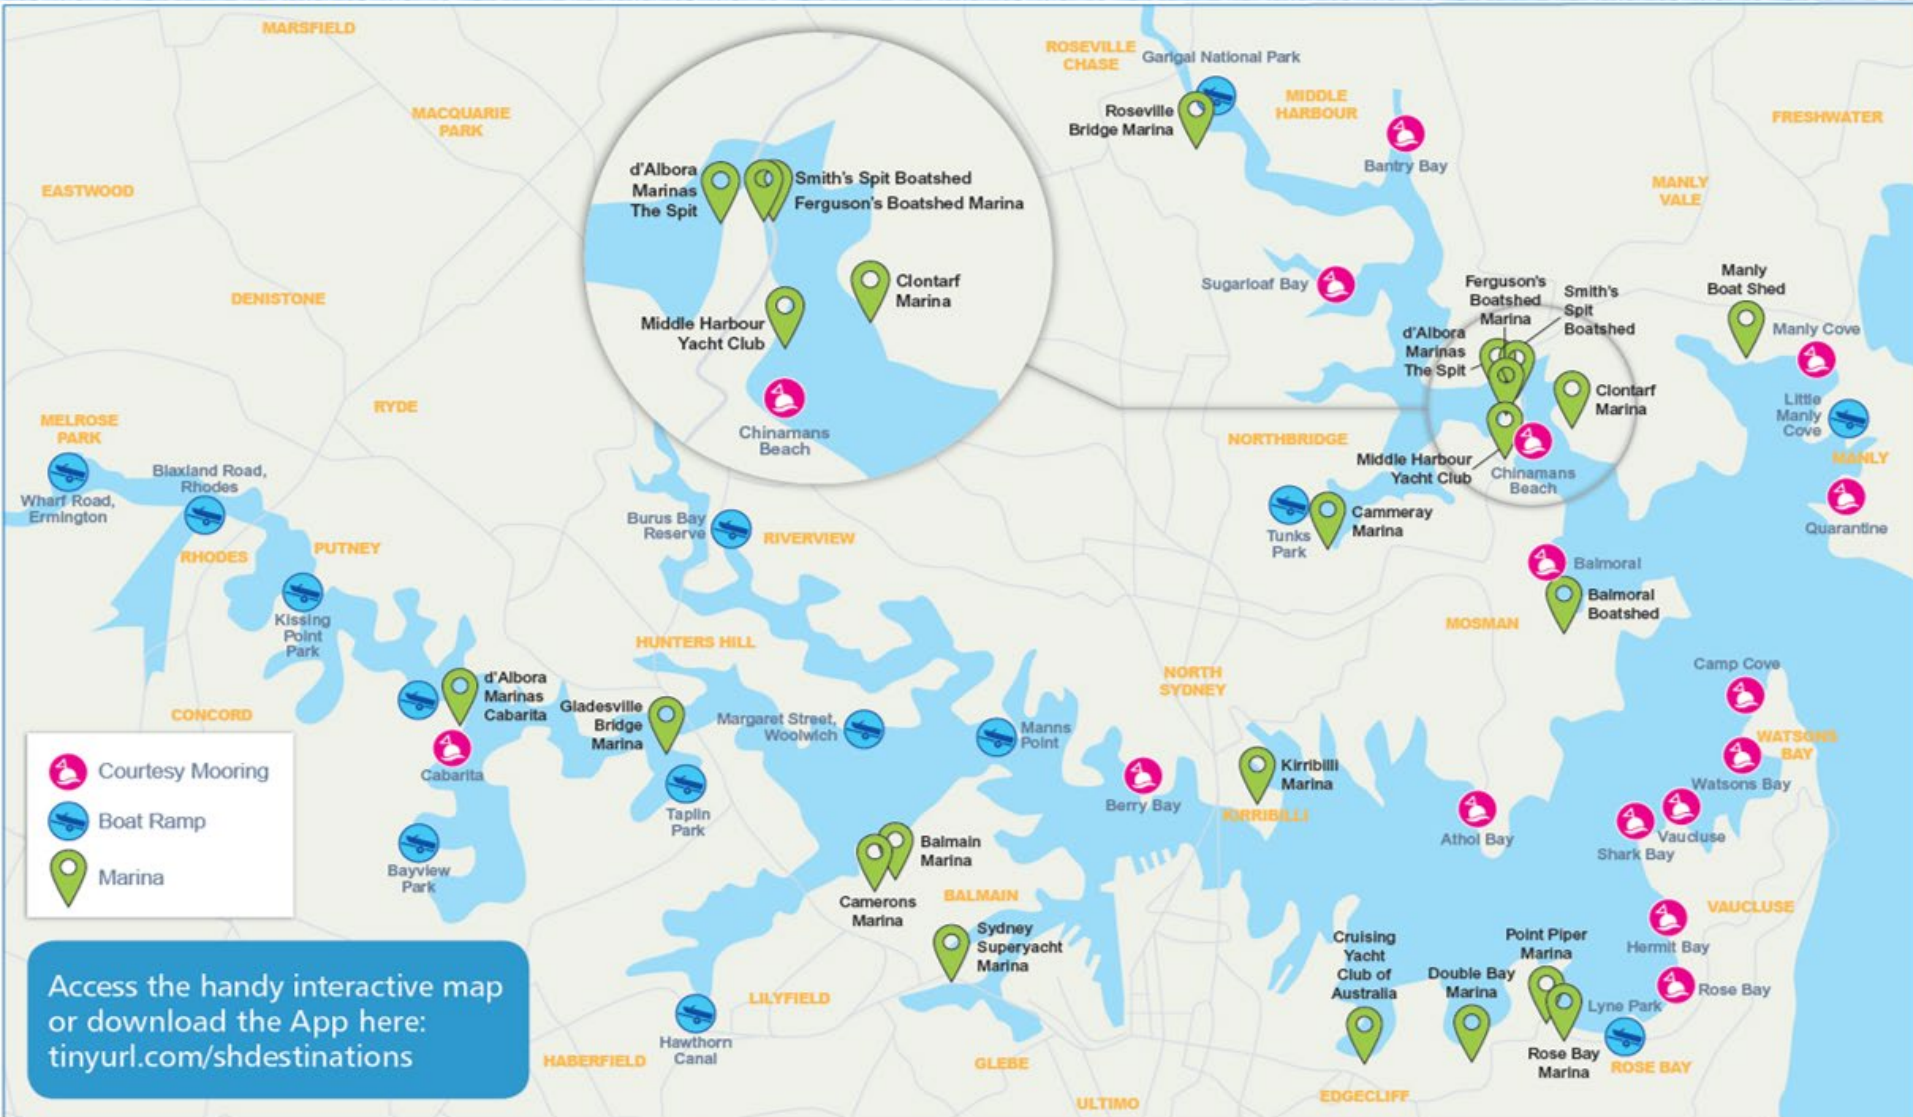 MARSFIELD
MACQUARIE
PARK
EASTWOOD
DENISTONE
RYDE
MELROSE
PARK
Wharf Road,
Ermington
Blaxland Road,
Rhodes
RHODES
PUTNEY
Kissing
Point
Park
CONCORD
d'Albora
Marinas
The Spit
Smith's Spit Boatshed
Ferguson's Boatshed Marina
Clontarf
Marina
Middle Harbour
Yacht Club
Chinamans
Beach
ROSEVILLE
CHASE
Garigal National Park
Roseville
Bridge Marina
MIDDLE
HARBOUR
Bantry Bay
FRESHWATER
MANLY
VALE
Sugarloaf Bay
Ferguson's
Boatshed
Marina
Smith's
Spit
Boatshed
d'Albora
Marinas
The Spit
Clontarf
Marina
Manly
Boat Shed
Manly Cove
Little
Manly
Cove
MANLY
Quarantine
NORTHBRIDGE
Middle Harbour
Yacht Club
Chinamans
Beach
Tunks
Park
Cammeray
Marina
Balmoral
Balmoral
Boatshed
MOSMAN
Burus Bay
Reserve
RIVERVIEW
HUNTERS HILL
d'Albora
Marinas
Cabarita
Cabarita
Gladesville
Bridge
Marina
Margaret Street,
Woolwich
Manns
Point
Taplin
Park
Bayview
Park
NORTH
SYDNEY
Berry Bay
Kirribilli
Marina
KIRRIBILLI
Athol Bay
Camp Cove
WATSONS
BAY
Watsons Bay
Vaucluse
Shark Bay
VAUCLUSE
Hermit Bay
Rose Bay
Balmain
Marina
Camerons
Marina
BALMAIN
Sydney
Superyacht
Marina
LILYFIELD
Hawthorn
Canal
HABERFIELD
GLEBE
ULTIMO
Cruising
Yacht
Club of
Australia
Double Bay
Marina
Point Piper
Marina
Lyne Park
Rose Bay
Marina
ROSE BAY
EDGECLIFF
Courtesy Mooring
Boat Ramp
Marina
Access the handy interactive map
or download the App here:
tinyurl.com/shdestinations